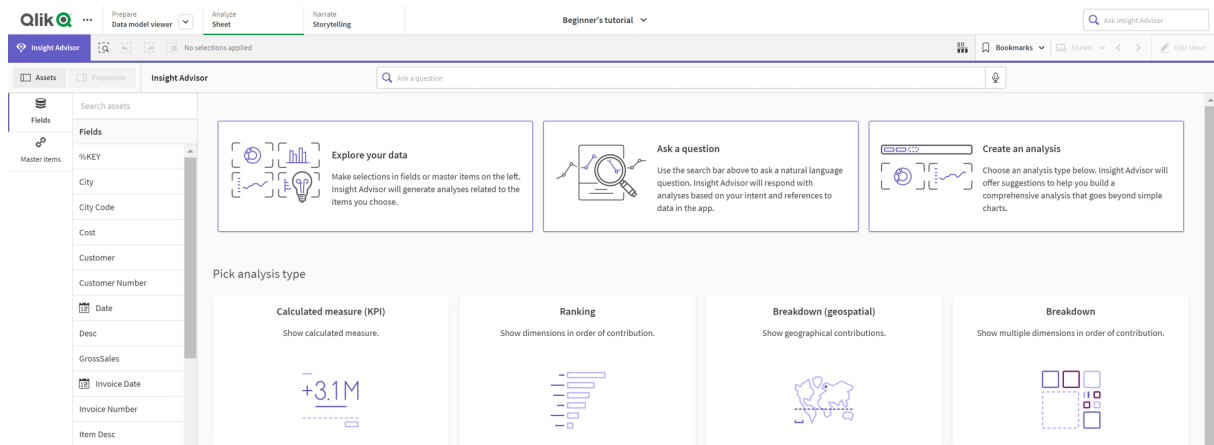 Qlik
Prepare
Data model viewer
Analyze
Sheet
Narrate
Storytelling
Beginner's tutorial
Ask Insight Advisor
Insight Advisor
No selections applied
Bookmarks
Sheets
Edit sheet
Assets
Properties
Insight Advisor
Ask a question
Fields
Master items
Search assets
Fields
%KEY
City
City Code
Cost
Customer
Customer Number
Date
Desc
GrossSales
Invoice Date
Invoice Number
Item Desc
Explore your data
Make selections in fields or master items on the left.
Insight Advisor will generate analyses related to the
items you choose.
Ask a question
Use the search bar above to ask a natural language
question. Insight Advisor will respond with
analyses based on your intent and references to
data in the app.
Create an analysis
Choose an analysis type below. Insight Advisor will
offer suggestions to help you build a
comprehensive analysis that goes beyond simple
charts.
Pick analysis type
Calculated measure (KPI)
Show calculated measure.
+3.1M
Ranking
Show dimensions in order of contribution.
Breakdown (geospatial)
Show geographical contributions.
Breakdown
Show multiple dimensions in order of contribution.